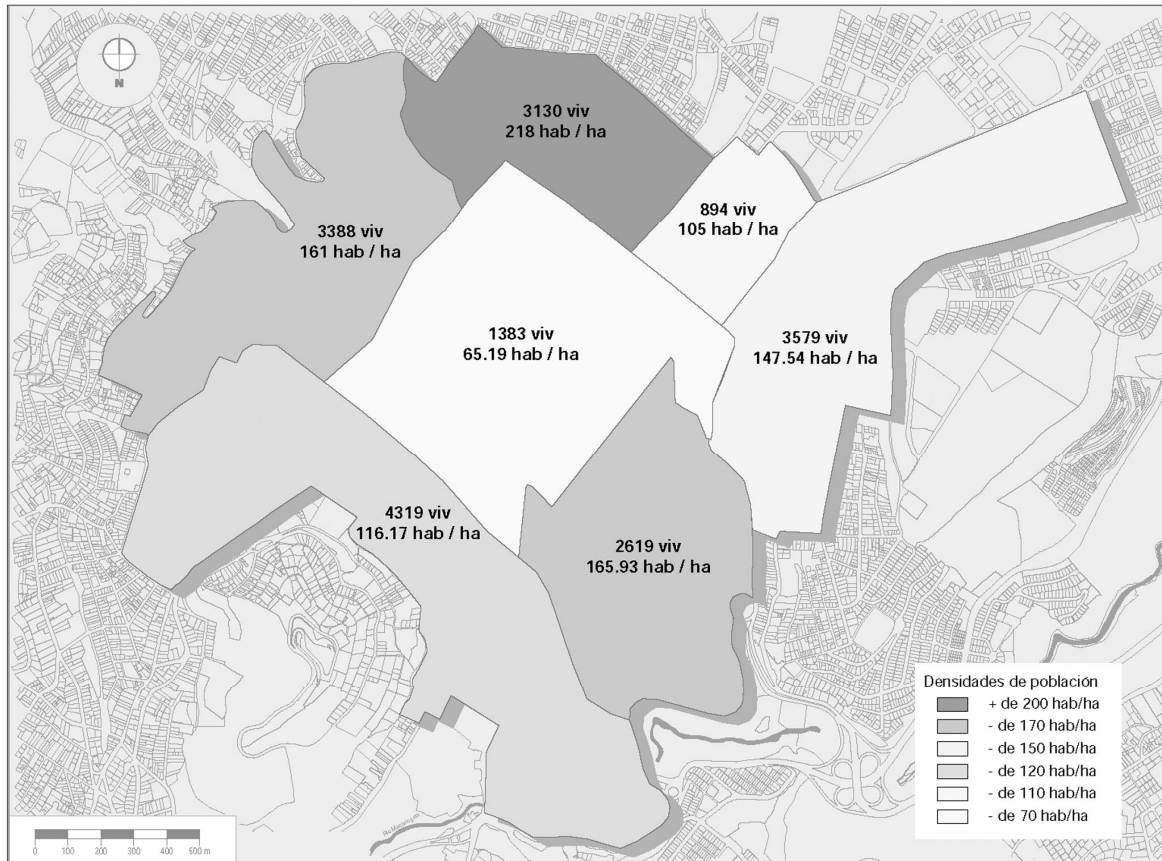 N
3130 viv
218 hab / ha
894 viv
105 hab / ha
3388 viv
161 hab / ha
1383 viv
65.19 hab / ha
3579 viv
147.54 hab / ha
4319 viv
116.17 hab / ha
2619 viv
165.93 hab / ha
Densidades de población
+ de 200 hab/ha
- de 170 hab/ha
- de 150 hab/ha
- de 120 hab/ha
- de 110 hab/ha
- de 70 hab/ha
0 100 200 300 400 500 m
Rio